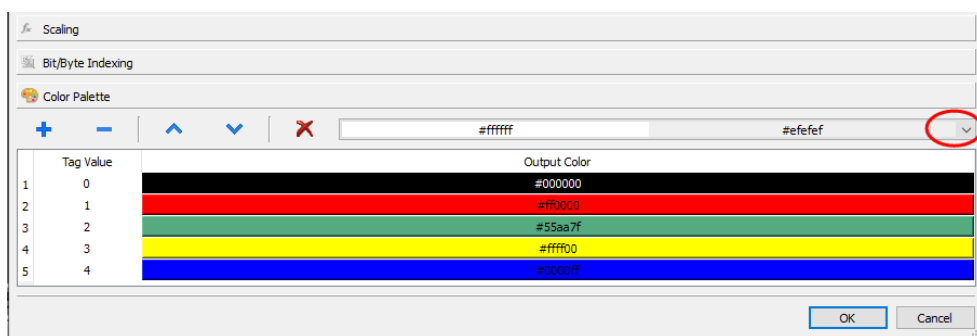 Scaling
Bit/Byte Indexing
Color Palette
#ffffff #efefef
Tag Value Output Color
1 0 #000000
2 1 #ff0000
3 2 #55aa7f
4 3 #ffff00
5 4 #0000ff
OK Cancel